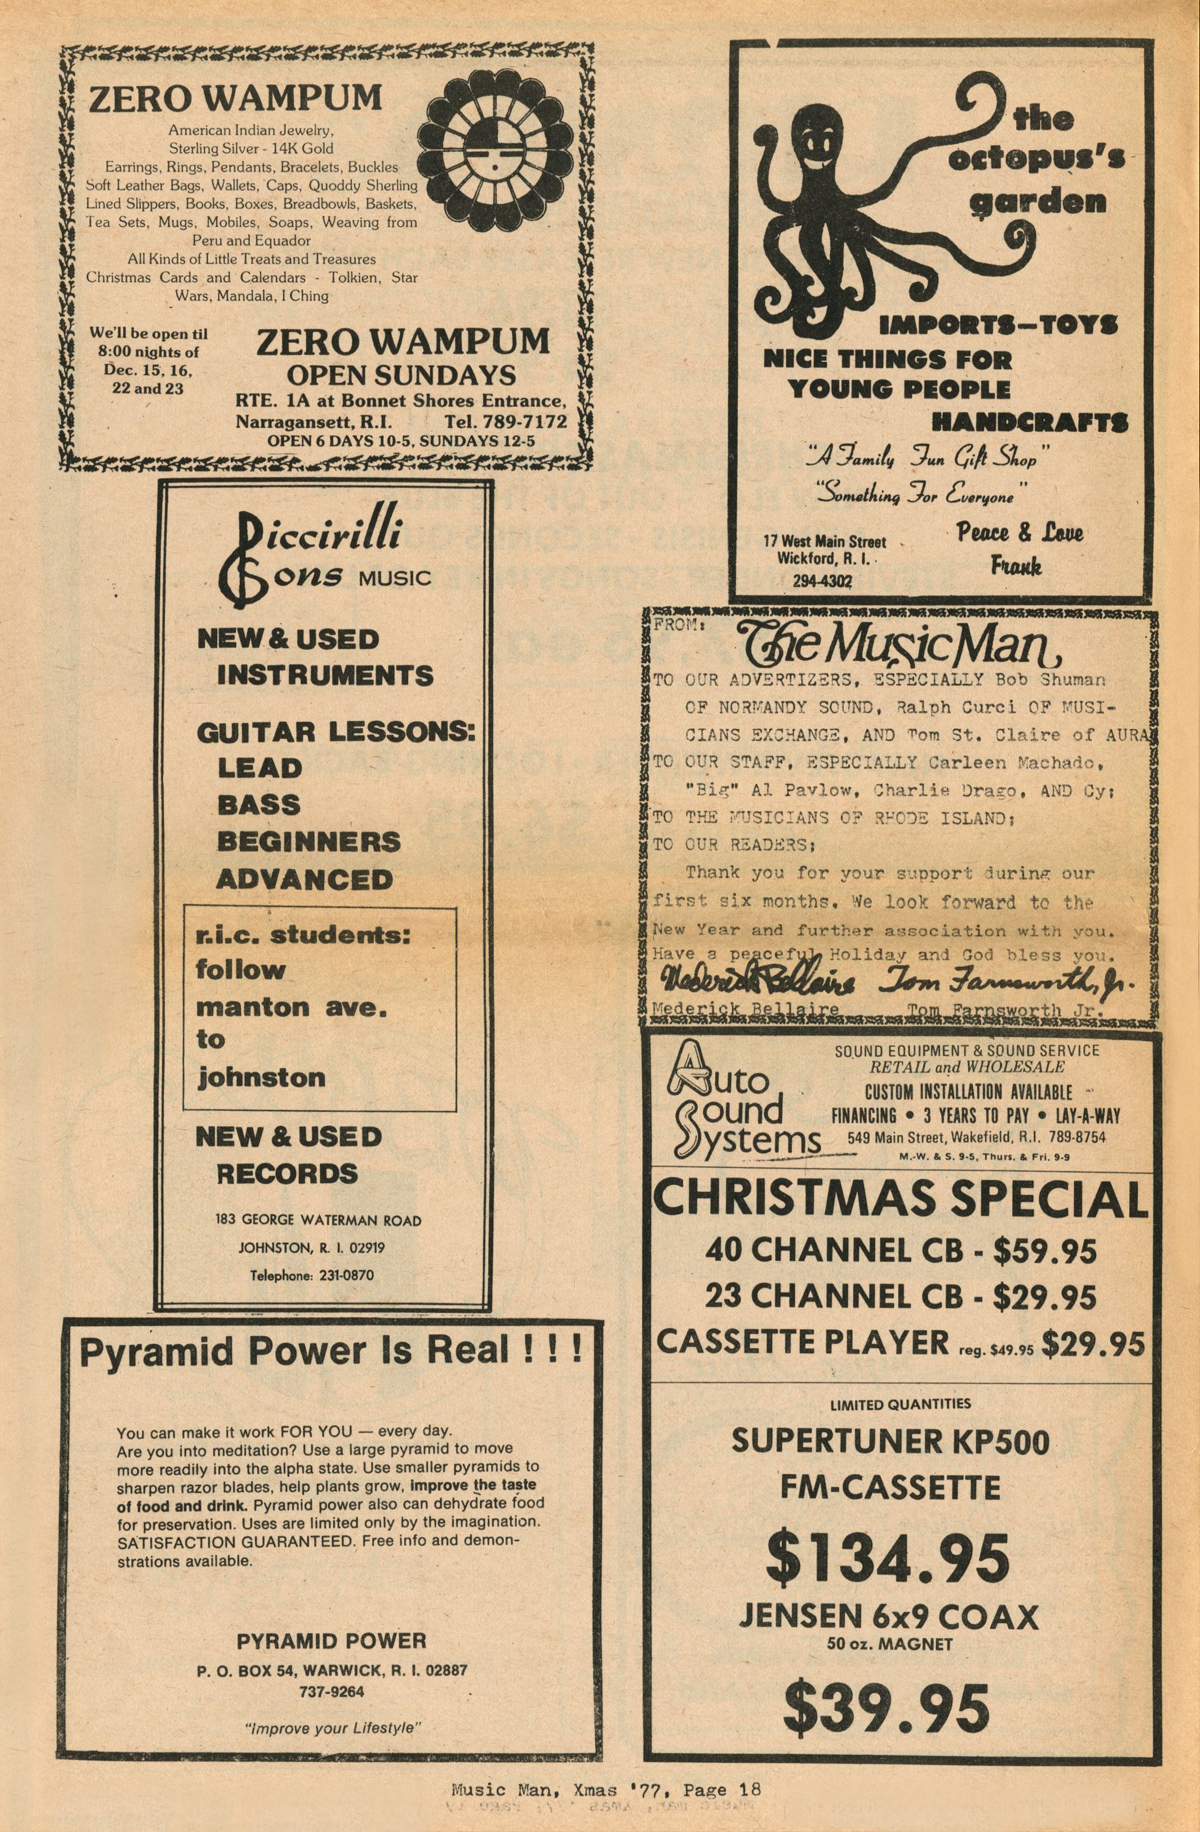 ZERO WAMPUM
American Indian Jewelry,
Sterling Silver - 14K Gold
Earrings, Rings, Pendants, Bracelets, Buckles
Soft Leather Bags, Wallets, Caps, Quoddy Sherling
Lined Slippers, Books, Boxes, Breadbowls, Baskets,
Tea Sets, Mugs, Mobiles, Soaps, Weaving from
Peru and Equador
All Kinds of Little Treats and Treasures
Christmas Cards and Calendars - Tolkien, Star
Wars, Mandala, I Ching
We'll be open til
8:00 nights of
Dec. 15, 16,
22 and 23
ZERO WAMPUM
OPEN SUNDAYS
RTE. 1A at Bonnet Shores Entrance,
Narragansett, R.I. Tel. 789-7172
OPEN 6 DAYS 10-5, SUNDAYS 12-5
the
octopus's
garden
IMPORTS—TOYS
NICE THINGS FOR
YOUNG PEOPLE
HANDCRAFTS
"A Family Fun Gift Shop"
"Something For Everyone"
17 West Main Street
Wickford, R. I.
294-4302
Peace & Love
Frank
Piccirilli
& Sons MUSIC
NEW & USED
INSTRUMENTS
GUITAR LESSONS:
LEAD
BASS
BEGINNERS
ADVANCED
r.i.c. students:
follow
manton ave.
to
johnston
NEW & USED
RECORDS
183 GEORGE WATERMAN ROAD
JOHNSTON, R. I. 02919
Telephone: 231-0870
FROM: The Music Man
TO OUR ADVERTIZERS, ESPECIALLY Bob Shuman
OF NORMANDY SOUND, Ralph Curci OF MUSI-
CIANS EXCHANGE, AND Tom St. Claire of AURA
TO OUR STAFF, ESPECIALLY Carleen Machado,
"Big" Al Pavlow, Charlie Drago, AND Cy;
TO THE MUSICIANS OF RHODE ISLAND;
TO OUR READERS;
Thank you for your support during our
first six months. We look forward to the
New Year and further association with you.
Have a peaceful Holiday and God bless you.
Mederick Bellaire Tom Farnsworth, Jr.
Mederick Bellaire Tom Farnsworth Jr.
Auto
Sound
Systems
SOUND EQUIPMENT & SOUND SERVICE
RETAIL and WHOLESALE
CUSTOM INSTALLATION AVAILABLE
FINANCING • 3 YEARS TO PAY • LAY-A-WAY
549 Main Street, Wakefield, R.I. 789-8754
M.-W. & S. 9-5, Thurs. & Fri. 9-9
CHRISTMAS SPECIAL
40 CHANNEL CB - $59.95
23 CHANNEL CB - $29.95
CASSETTE PLAYER reg. $49.95 $29.95
LIMITED QUANTITIES
SUPERTUNER KP500
FM-CASSETTE
$134.95
JENSEN 6x9 COAX
50 oz. MAGNET
$39.95
Pyramid Power Is Real ! ! !
You can make it work FOR YOU — every day.
Are you into meditation? Use a large pyramid to move
more readily into the alpha state. Use smaller pyramids to
sharpen razor blades, help plants grow, improve the taste
of food and drink. Pyramid power also can dehydrate food
for preservation. Uses are limited only by the imagination.
SATISFACTION GUARANTEED. Free info and demon-
strations available.
PYRAMID POWER
P. O. BOX 54, WARWICK, R. I. 02887
737-9264
"Improve your Lifestyle"
Music Man, Xmas '77, Page 18